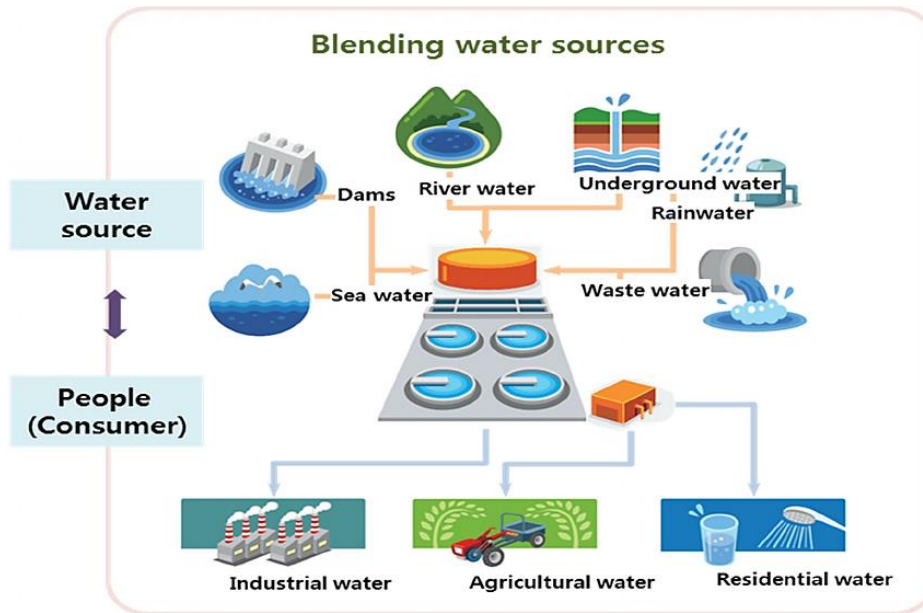 Blending water sources
Water
source
Dams
River water
Underground water
Rainwater
Sea water
Waste water
People
(Consumer)
Industrial water
Agricultural water
Residential water